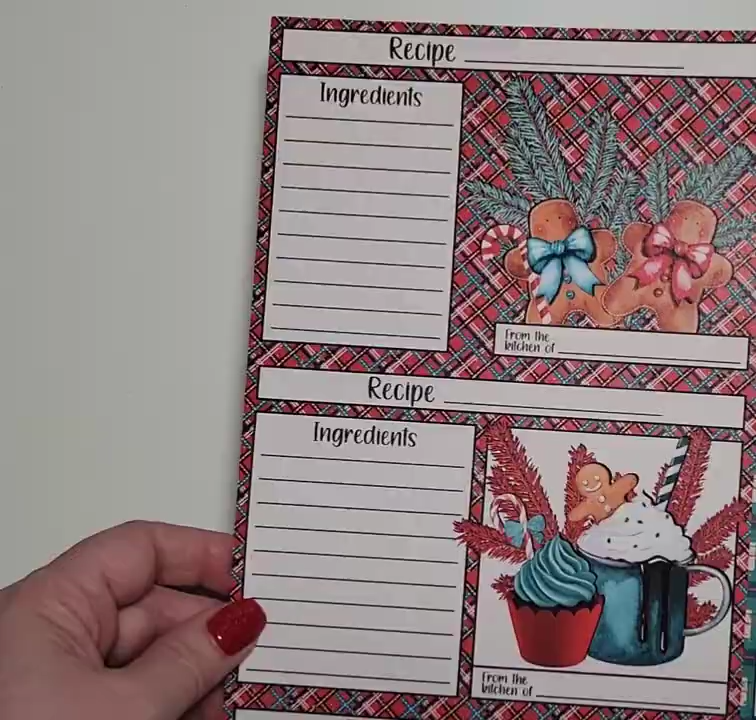 Recipe
Ingredients
From the
kitchen of
Recipe
Ingredients
From the
kitchen of